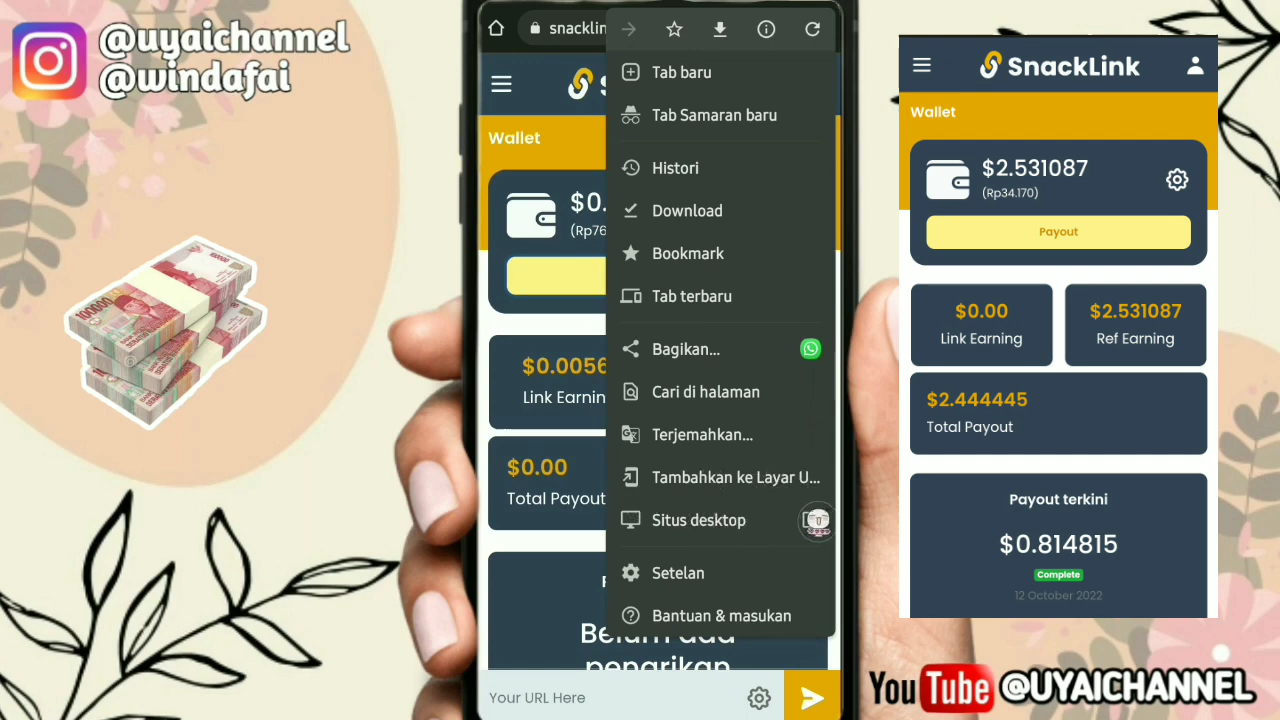 @uyaichannel
@windafai
snacklin
Tab baru
Tab Samaran baru
Histori
Download
Bookmark
Tab terbaru
Bagikan...
Cari di halaman
Terjemahkan...
Tambahkan ke Layar U...
Situs desktop
Setelan
Bantuan & masukan
Wallet
$0.
(Rp76
$0.0056
Link Earnin
$0.00
Total Payout
Belum ada
penarikan
Your URL Here
SnackLink
Wallet
$2.531087
(Rp34.170)
Payout
$0.00
Link Earning
$2.531087
Ref Earning
$2.444445
Total Payout
Payout terkini
$0.814815
Complete
12 October 2022
YouTube @UYAICHANNEL
100000